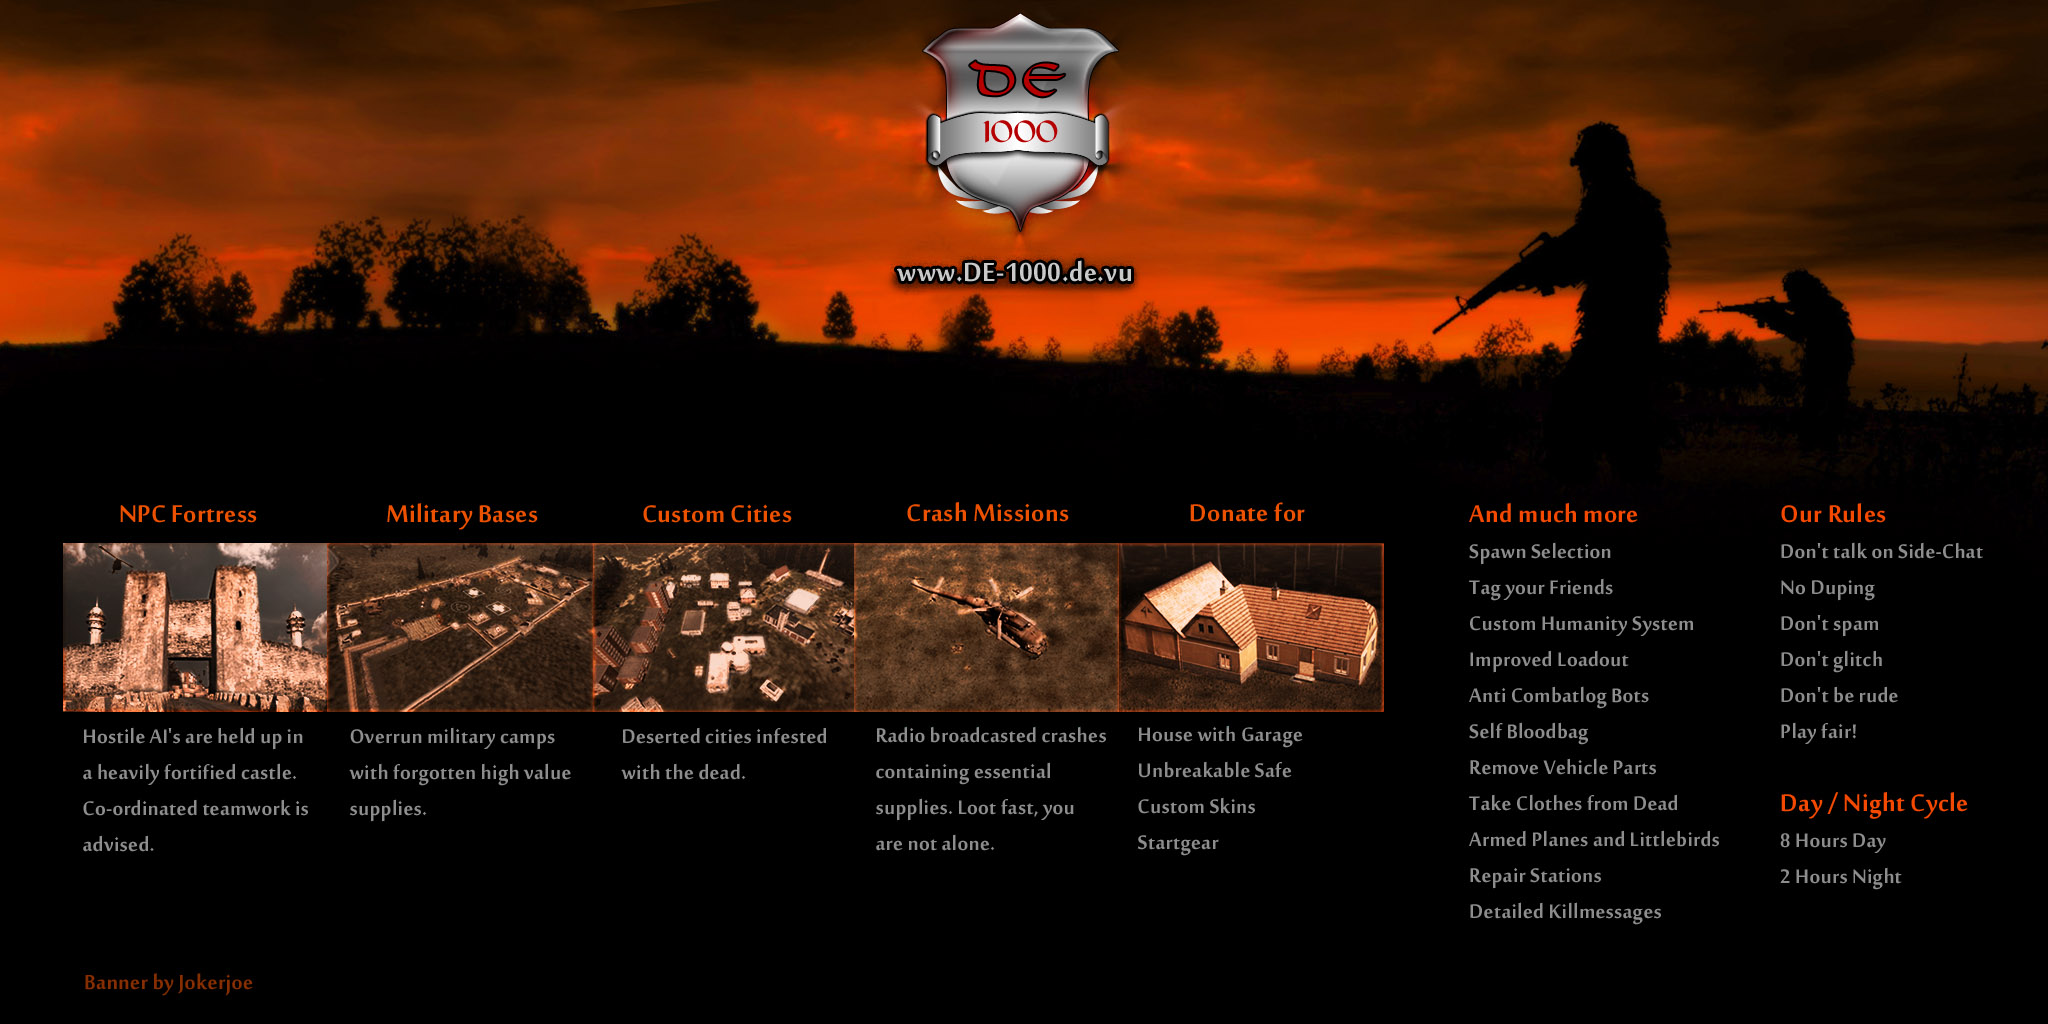 DE
1000
www.DE-1000.de.vu
NPC Fortress
Hostile AI's are held up in
a heavily fortified castle.
Co-ordinated teamwork is
advised.
Military Bases
Overrun military camps
with forgotten high value
supplies.
Custom Cities
Deserted cities infested
with the dead.
Crash Missions
Radio broadcasted crashes
containing essential
supplies. Loot fast, you
are not alone.
Donate for
House with Garage
Unbreakable Safe
Custom Skins
Startgear
And much more
Spawn Selection
Tag your Friends
Custom Humanity System
Improved Loadout
Anti Combatlog Bots
Self Bloodbag
Remove Vehicle Parts
Take Clothes from Dead
Armed Planes and Littlebirds
Repair Stations
Detailed Killmessages
Our Rules
Don't talk on Side-Chat
No Duping
Don't spam
Don't glitch
Don't be rude
Play fair!
Day / Night Cycle
8 Hours Day
2 Hours Night
Banner by Jokerjoe